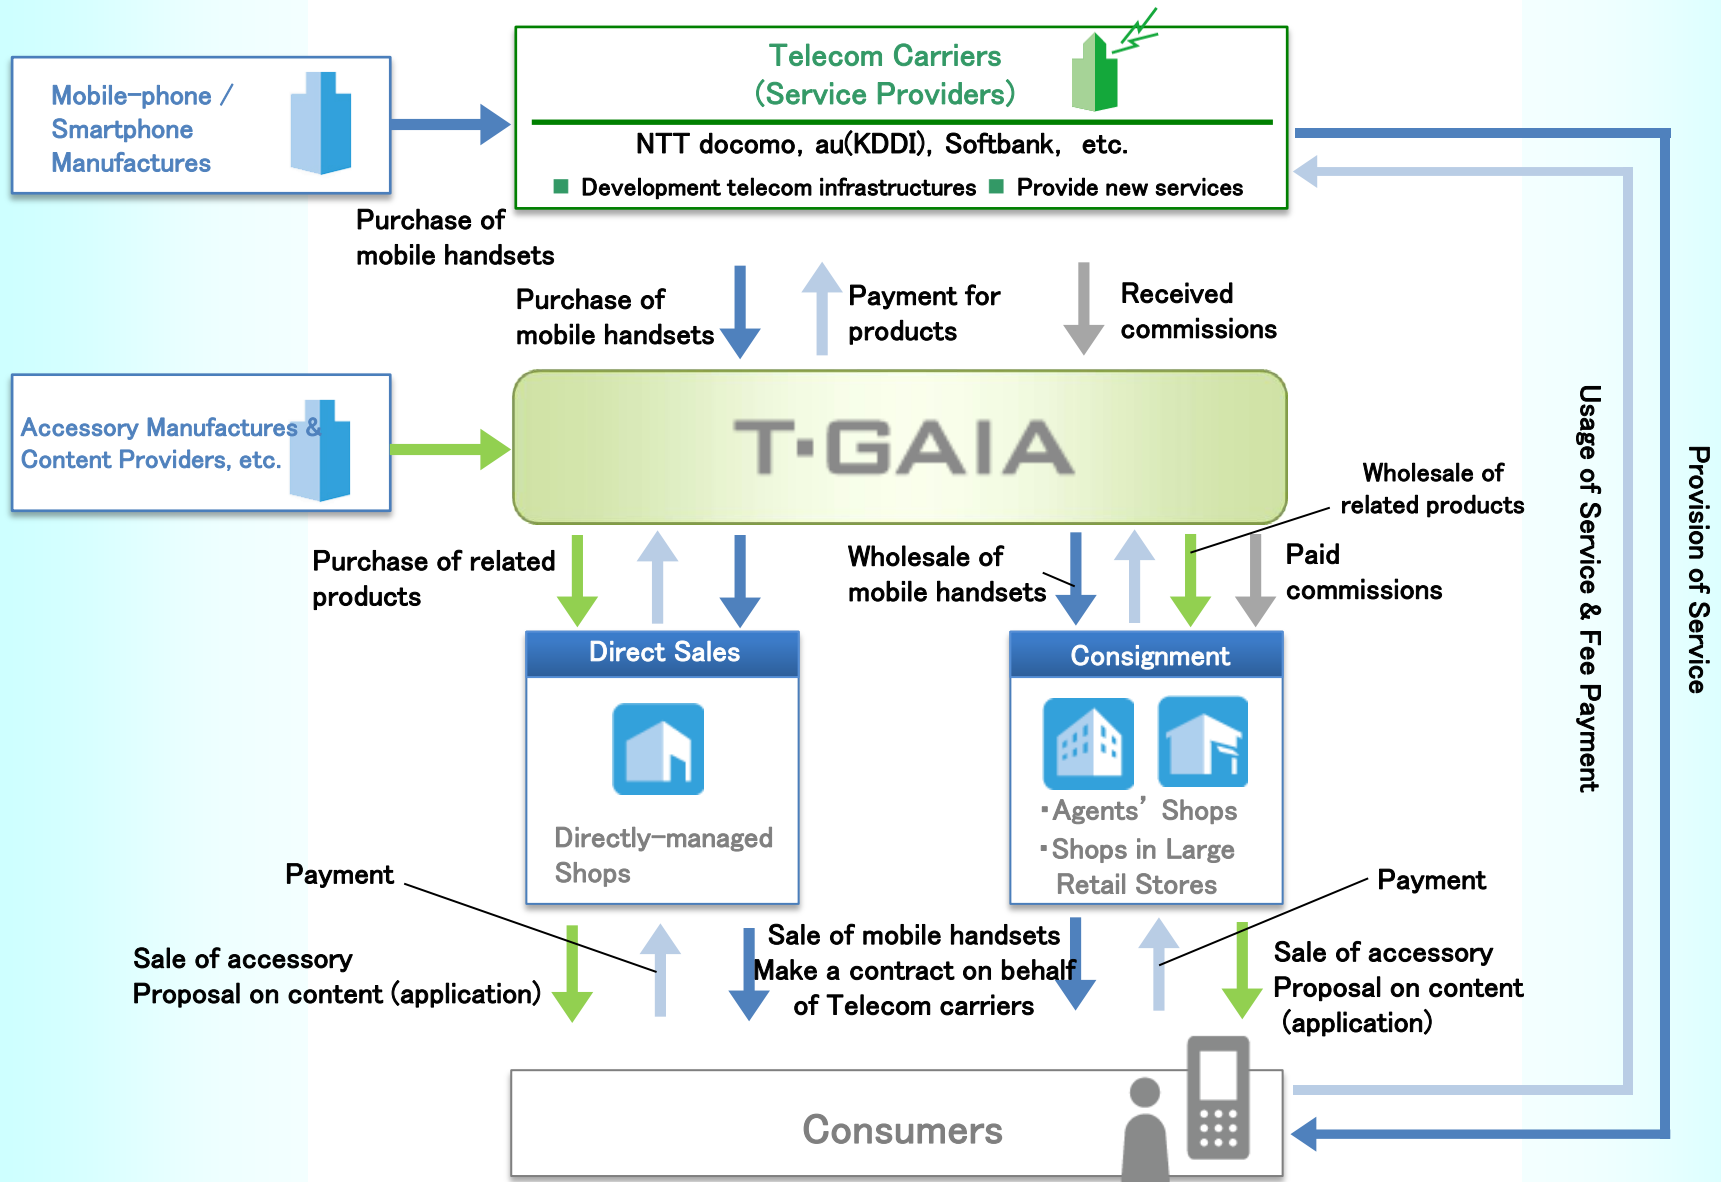 Telecom Carriers
(Service Providers)
NTT docomo, au(KDDI), Softbank, etc.
■ Development telecom infrastructures ■ Provide new services
Mobile-phone /
Smartphone
Manufactures
Purchase of
mobile handsets
Purchase of
mobile handsets
Payment for
products
Received
commissions
Accessory Manufactures &
Content Providers, etc.
T·GAIA
Wholesale of
related products
Purchase of related
products
Wholesale of
mobile handsets
Paid
commissions
Usage of Service & Fee Payment
Provision of Service
Direct Sales
Directly-managed
Shops
Consignment
・Agents' Shops
・Shops in Large
Retail Stores
Payment
Payment
Sale of accessory
Proposal on content (application)
Sale of mobile handsets
Make a contract on behalf
of Telecom carriers
Sale of accessory
Proposal on content
(application)
Consumers